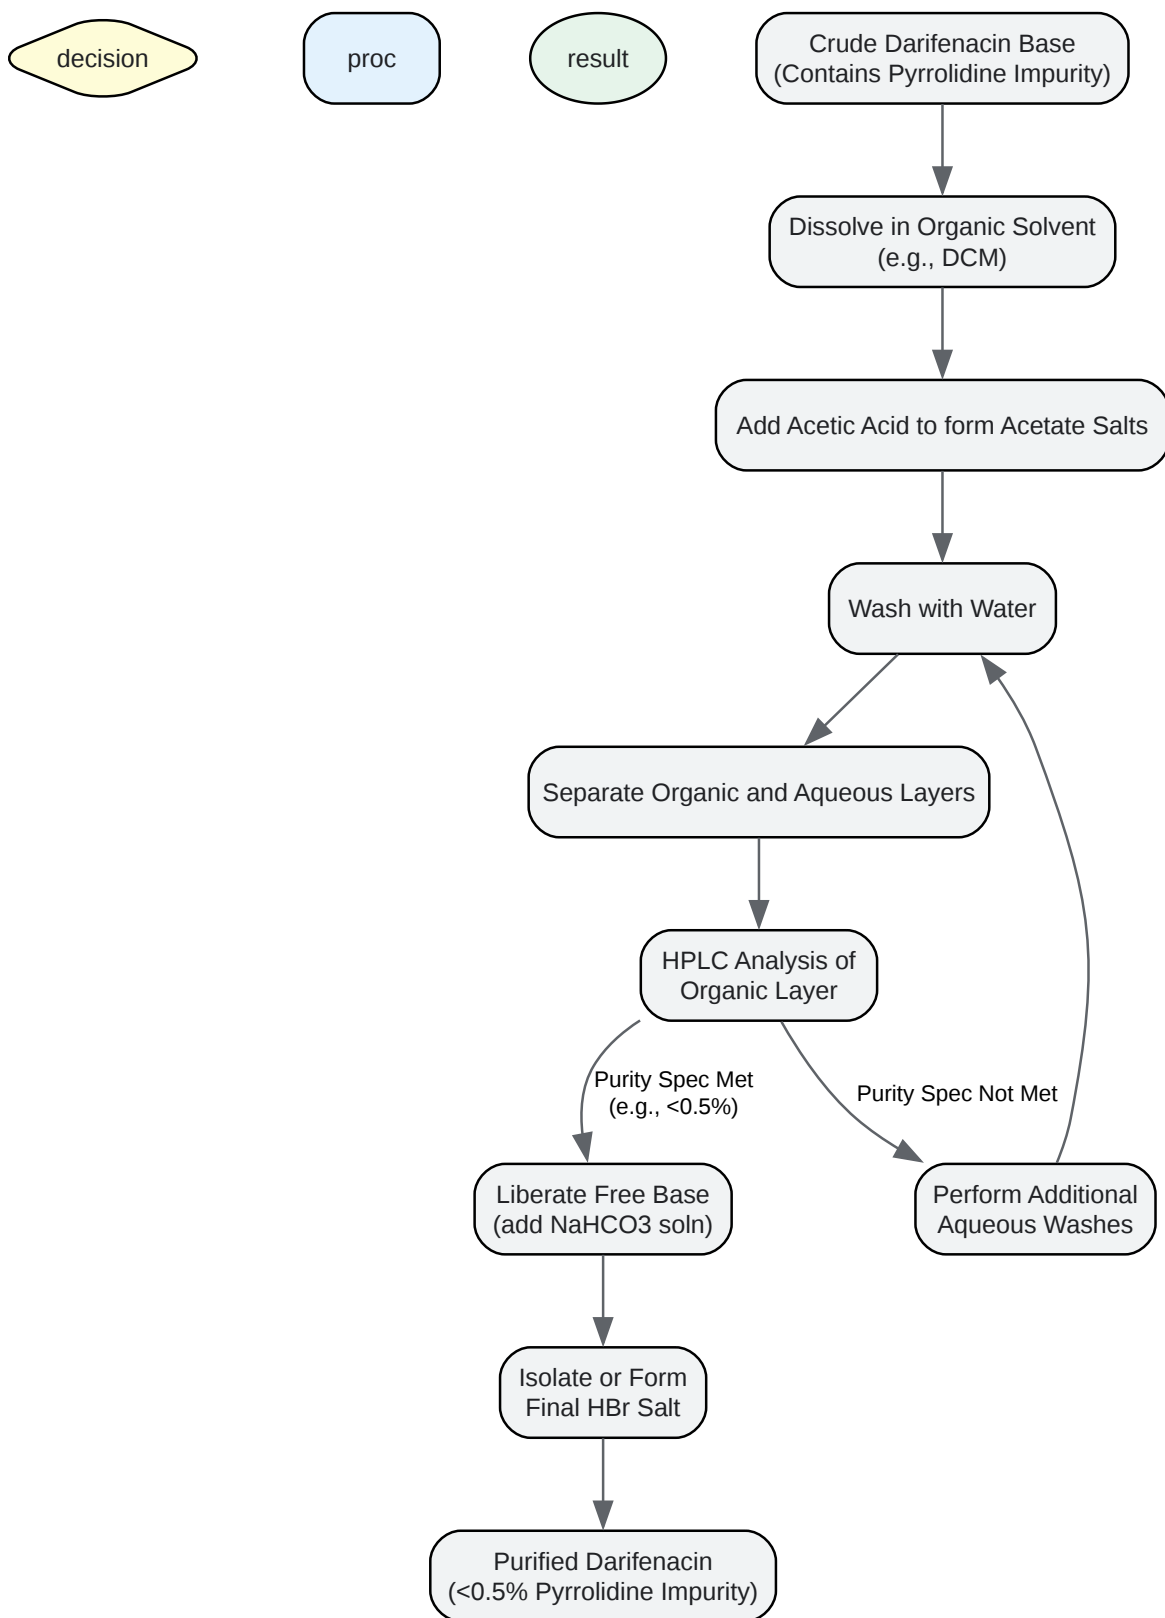 decision
proc
result
Crude Darifenacin Base
(Contains Pyrrolidine Impurity)
Dissolve in Organic Solvent
(e.g., DCM)
Add Acetic Acid to form Acetate Salts
Wash with Water
Separate Organic and Aqueous Layers
HPLC Analysis of
Organic Layer
Purity Spec Met
(e.g., <0.5%)
Purity Spec Not Met
Liberate Free Base
(add NaHCO3 soln)
Perform Additional
Aqueous Washes
Isolate or Form
Final HBr Salt
Purified Darifenacin
(<0.5% Pyrrolidine Impurity)